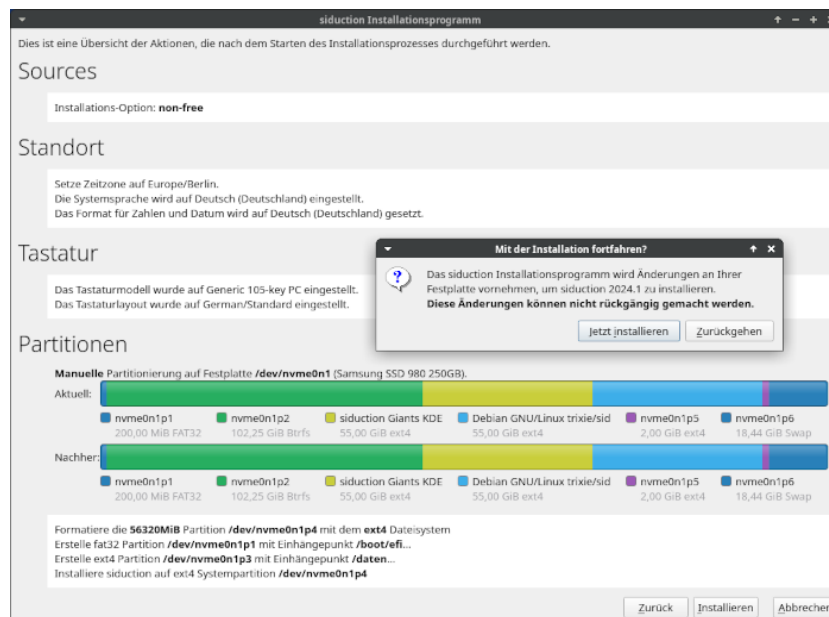 siduction Installationsprogramm
Dies ist eine Übersicht der Aktionen, die nach dem Starten des Installationsprozesses durchgeführt werden.
Sources
Installations-Option: non-free
Standort
Setze Zeitzone auf Europe/Berlin.
Die Systemsprache wird auf Deutsch (Deutschland) eingestellt.
Das Format für Zahlen und Datum wird auf Deutsch (Deutschland) gesetzt.
Tastatur
Das Tastaturmodell wurde auf Generic 105-key PC eingestellt.
Das Tastaturlayout wurde auf German/Standard eingestellt.
Mit der Installation fortfahren?
Das siduction Installationsprogramm wird Änderungen an Ihrer
Festplatte vornehmen, um siduction 2024.1 zu installieren.
Diese Änderungen können nicht rückgängig gemacht werden.
Jetzt installieren Zurückgehen
Partitionen
Manuelle Partitionierung auf Festplatte /dev/nvme0n1 (Samsung SSD 980 250GB).
Aktuell:
nvme0n1p1 nvme0n1p2 siduction Giants KDE Debian GNU/Linux trixie/sid nvme0n1p5 nvme0n1p6
200,00 MiB FAT32 102,25 GiB Btrfs 55,00 GiB ext4 55,00 GiB ext4 2,00 GiB ext4 18,44 GiB Swap
Nachher:
nvme0n1p1 nvme0n1p2 siduction Giants KDE Debian GNU/Linux trixie/sid nvme0n1p5 nvme0n1p6
200,00 MiB FAT32 102,25 GiB Btrfs 55,00 GiB ext4 55,00 GiB ext4 2,00 GiB ext4 18,44 GiB Swap
Formatiere die 56320MiB Partition /dev/nvme0n1p4 mit dem ext4 Dateisystem
Erstelle fat32 Partition /dev/nvme0n1p1 mit Einhängepunkt /boot/efi...
Erstelle ext4 Partition /dev/nvme0n1p3 mit Einhängepunkt /daten...
Installiere siduction auf ext4 Systempartition /dev/nvme0n1p4
Zurück Installieren Abbrechen